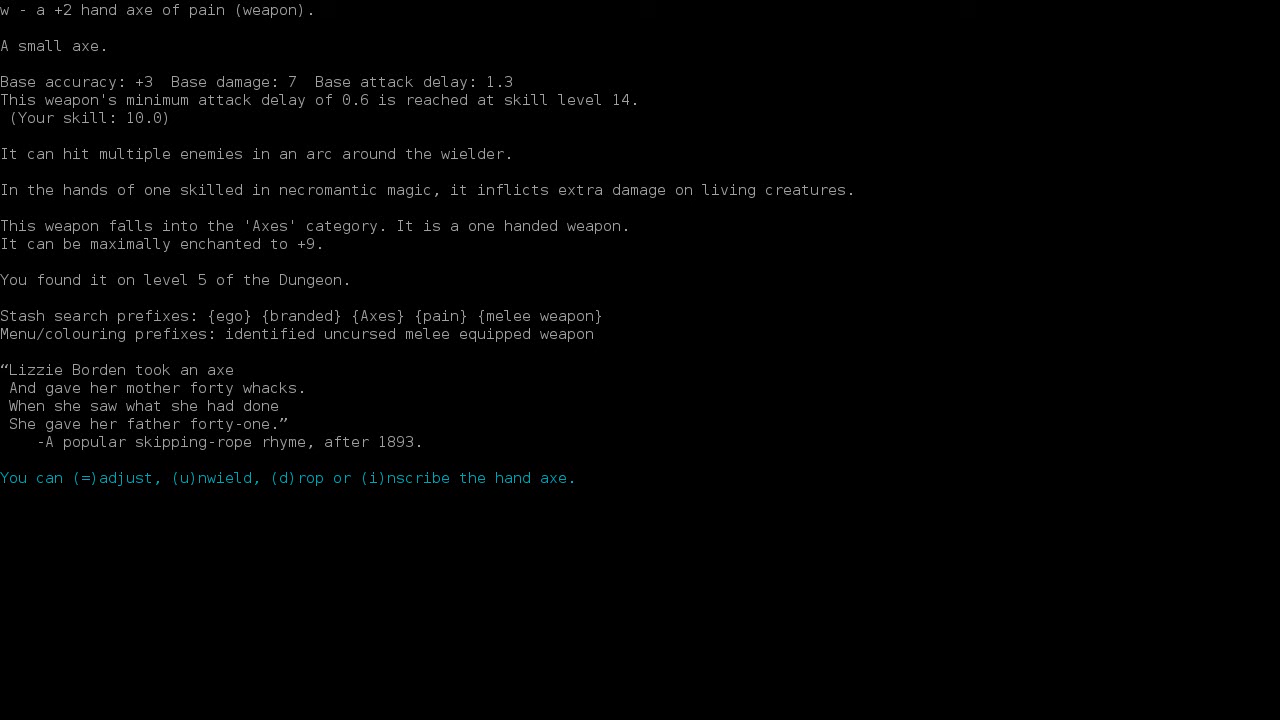 w - a +2 hand axe of pain (weapon).
A small axe.
Base accuracy: +3  Base damage: 7  Base attack delay: 1.3
This weapon's minimum attack delay of 0.6 is reached at skill level 14.
 (Your skill: 10.0)
It can hit multiple enemies in an arc around the wielder.
In the hands of one skilled in necromantic magic, it inflicts extra damage on living creatures.
This weapon falls into the 'Axes' category. It is a one handed weapon.
It can be maximally enchanted to +9.
You found it on level 5 of the Dungeon.
Stash search prefixes: {ego} {branded} {Axes} {pain} {melee weapon}
Menu/colouring prefixes: identified uncursed melee equipped weapon
“Lizzie Borden took an axe
 And gave her mother forty whacks.
 When she saw what she had done
 She gave her father forty-one.”
    -A popular skipping-rope rhyme, after 1893.
You can (=)adjust, (u)nwield, (d)rop or (i)nscribe the hand axe.